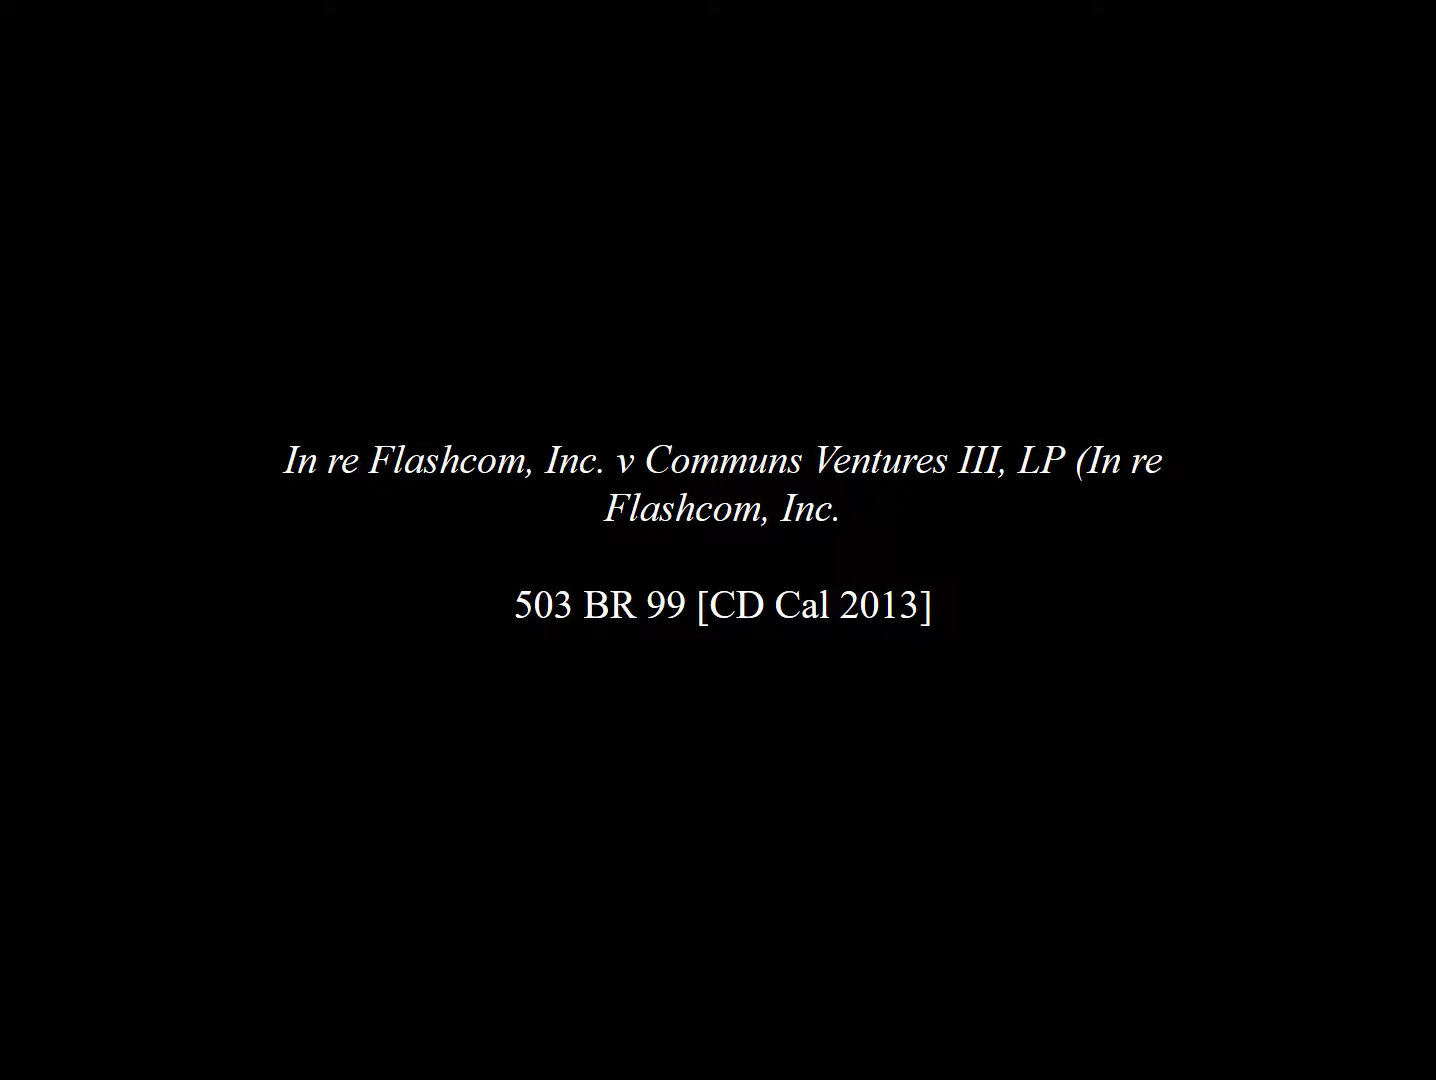 In re Flashcom, Inc. v Communs Ventures III, LP (In re
Flashcom, Inc.
503 BR 99 [CD Cal 2013]